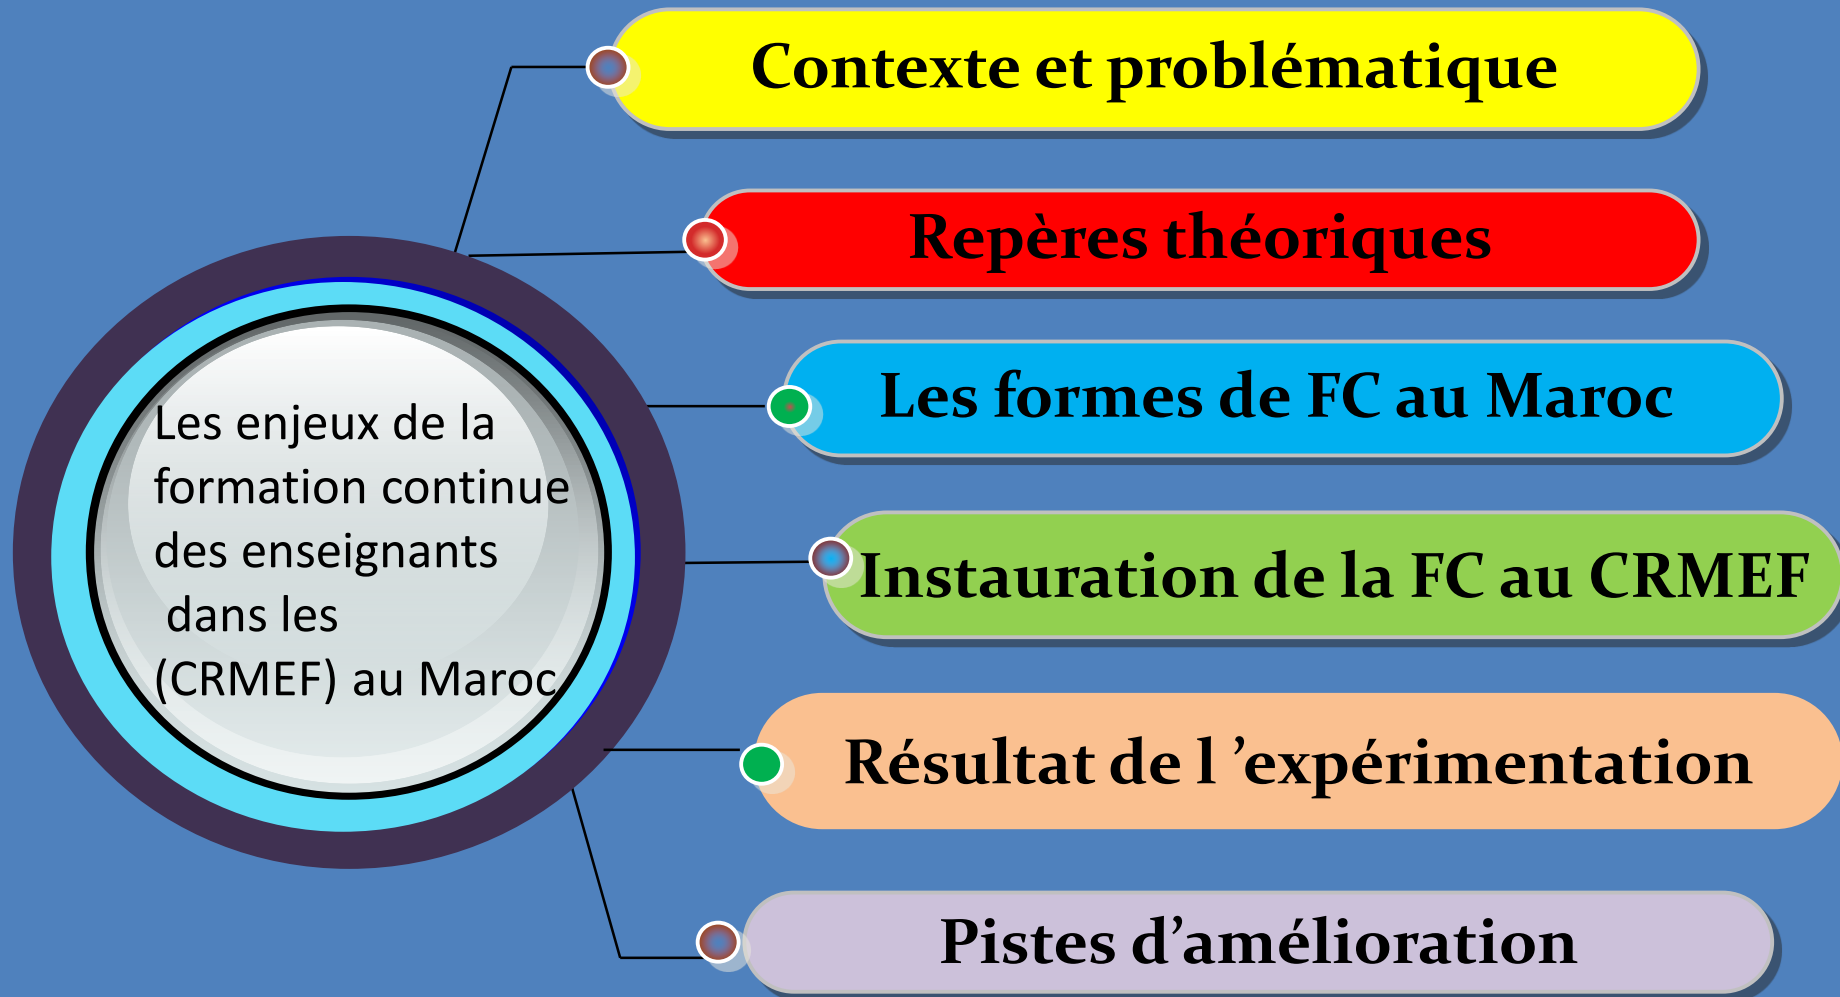 Contexte et problématique
Repères théoriques
Les formes de FC au Maroc
Instauration de la FC au CRMEF
Résultat de l ’expérimentation
Pistes d’amélioration
Les enjeux de la
formation continue
des enseignants
dans les
(CRMEF) au Maroc